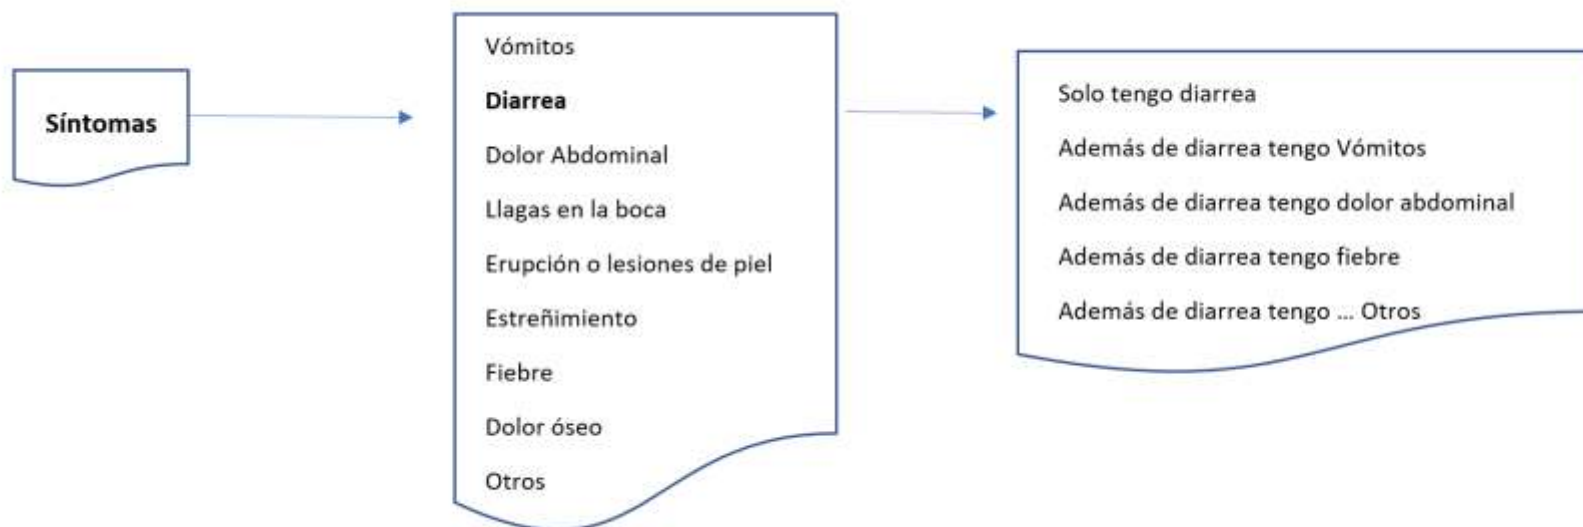 Síntomas
Vómitos
Diarrea
Dolor Abdominal
Llagas en la boca
Erupción o lesiones de piel
Estreñimiento
Fiebre
Dolor óseo
Otros
Solo tengo diarrea
Además de diarrea tengo Vómitos
Además de diarrea tengo dolor abdominal
Además de diarrea tengo fiebre
Además de diarrea tengo ... Otros